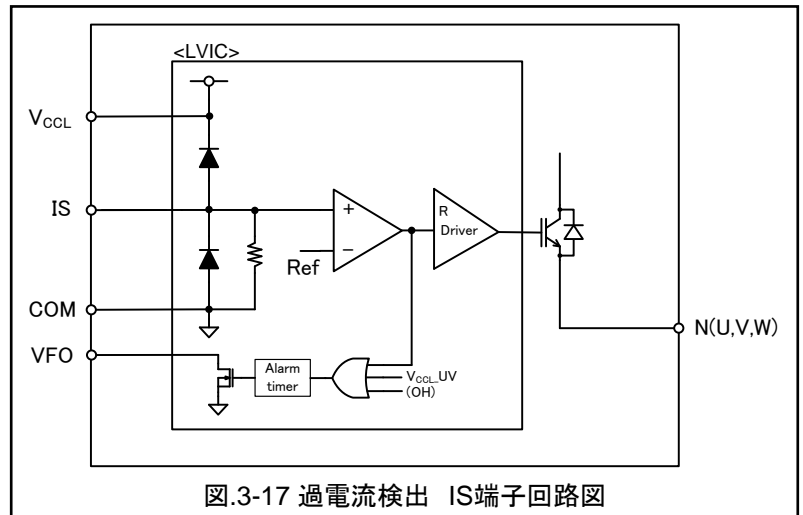 <LVIC>
VCCL
IS
COM
VFO
+
−
Ref
R
Driver
Alarm
timer
VCCL_UV
(OH)
N(U,V,W)
図.3-17 過電流検出 IS端子回路図